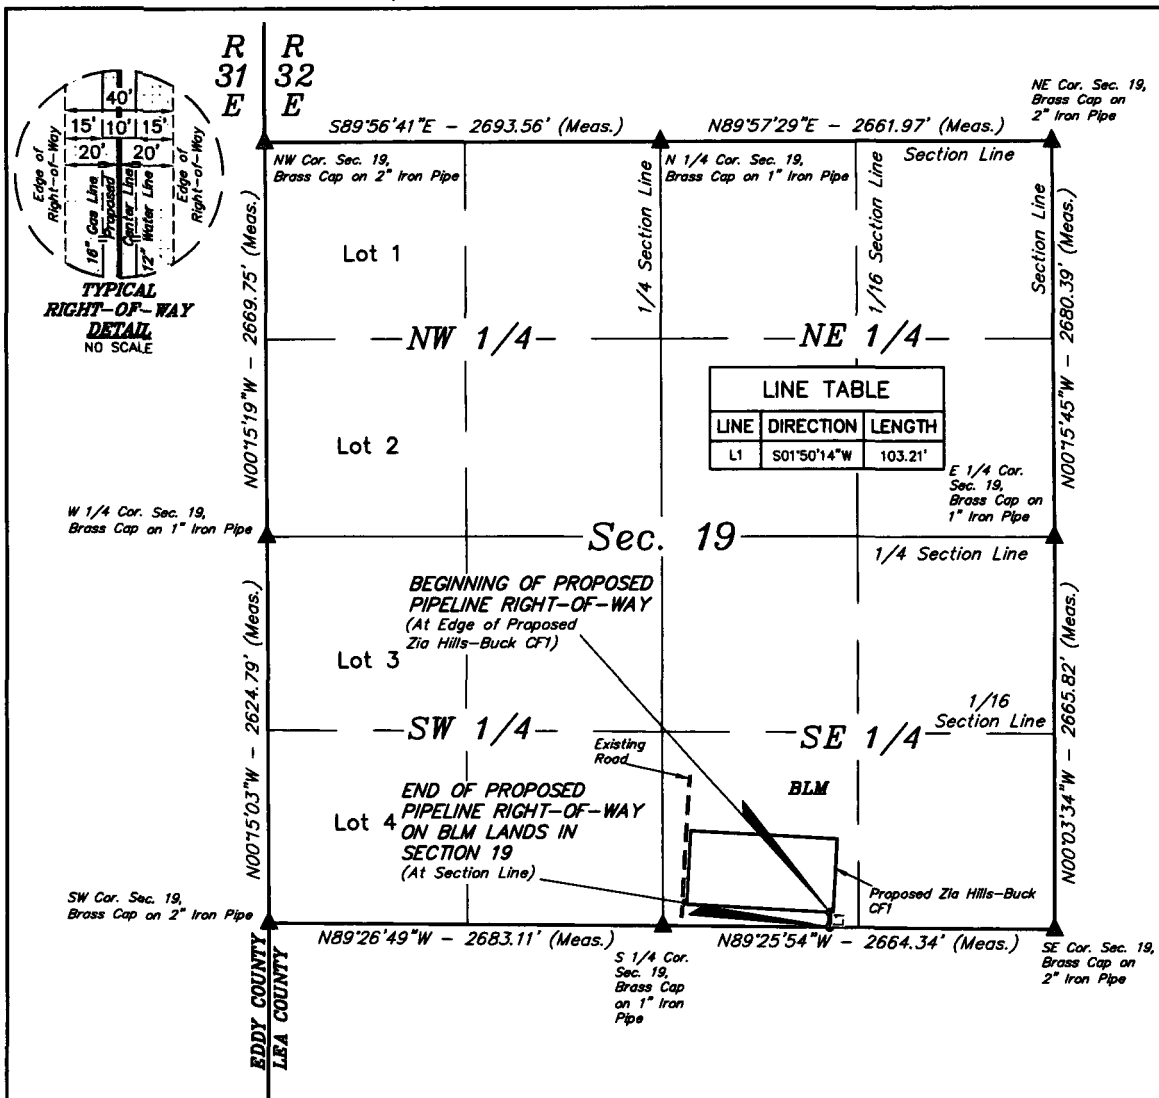 R R
31 32
E E
NE Cor. Sec. 19,
Brass Cap on
2" Iron Pipe
S89°56'41"E - 2693.56' (Meas.)
N89°57'29"E - 2661.97' (Meas.)
Section Line
NW Cor. Sec. 19,
Brass Cap on 2" Iron Pipe
N 1/4 Cor. Sec. 19,
Brass Cap on 1" Iron Pipe
40'
15' 10' 15'
20' 20'
Edge of
Right-of-Way
16" Gas Line
Proposed
Center Line
12" Water Line
Edge of
Right-of-Way
TYPICAL
RIGHT-OF-WAY
DETAIL
NO SCALE
N00°15'19"W - 2669.75' (Meas.)
Lot 1
1/4 Section Line
1/16 Section Line
Section Line
N00°15'45"W - 2680.39' (Meas.)
NW 1/4
NE 1/4
LINE TABLE
LINE DIRECTION LENGTH
L1 S01°50'14"W 103.21'
Lot 2
E 1/4 Cor.
Sec. 19,
Brass Cap on
1" Iron Pipe
W 1/4 Cor. Sec. 19,
Brass Cap on 1" Iron Pipe
Sec. 19
1/4 Section Line
BEGINNING OF PROPOSED
PIPELINE RIGHT-OF-WAY
(At Edge of Proposed
Zia Hills-Buck CF1)
N00°15'03"W - 2624.79' (Meas.)
Lot 3
N00°03'34"W - 2665.82' (Meas.)
1/16
Section Line
SW 1/4
SE 1/4
Existing
Road
BLM
END OF PROPOSED
PIPELINE RIGHT-OF-WAY
ON BLM LANDS IN
SECTION 19
(At Section Line)
Lot 4
Proposed Zia Hills-Buck
CF1
L1
SW Cor. Sec. 19,
Brass Cap on 2" Iron Pipe
N89°26'49"W - 2683.11' (Meas.)
N89°25'54"W - 2664.34' (Meas.)
S 1/4 Cor.
Sec. 19,
Brass Cap
on 1" Iron
Pipe
SE Cor. Sec. 19,
Brass Cap on
2" Iron Pipe
EDDY COUNTY
LEA COUNTY